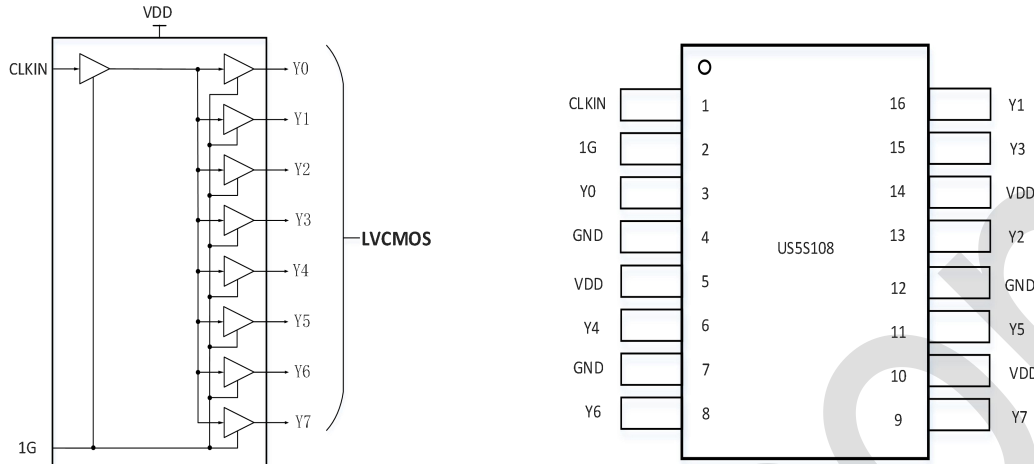 VDD
CLKIN
Y0
Y1
Y2
Y3
Y4
Y5
Y6
Y7
LVCMOS
1G
CLKIN 1 16 Y1
1G 2 15 Y3
Y0 3 14 VDD
GND 4 13 Y2
US5S108
VDD 5 12 GND
Y4 6 11 Y5
GND 7 10 VDD
Y6 8 9 Y7